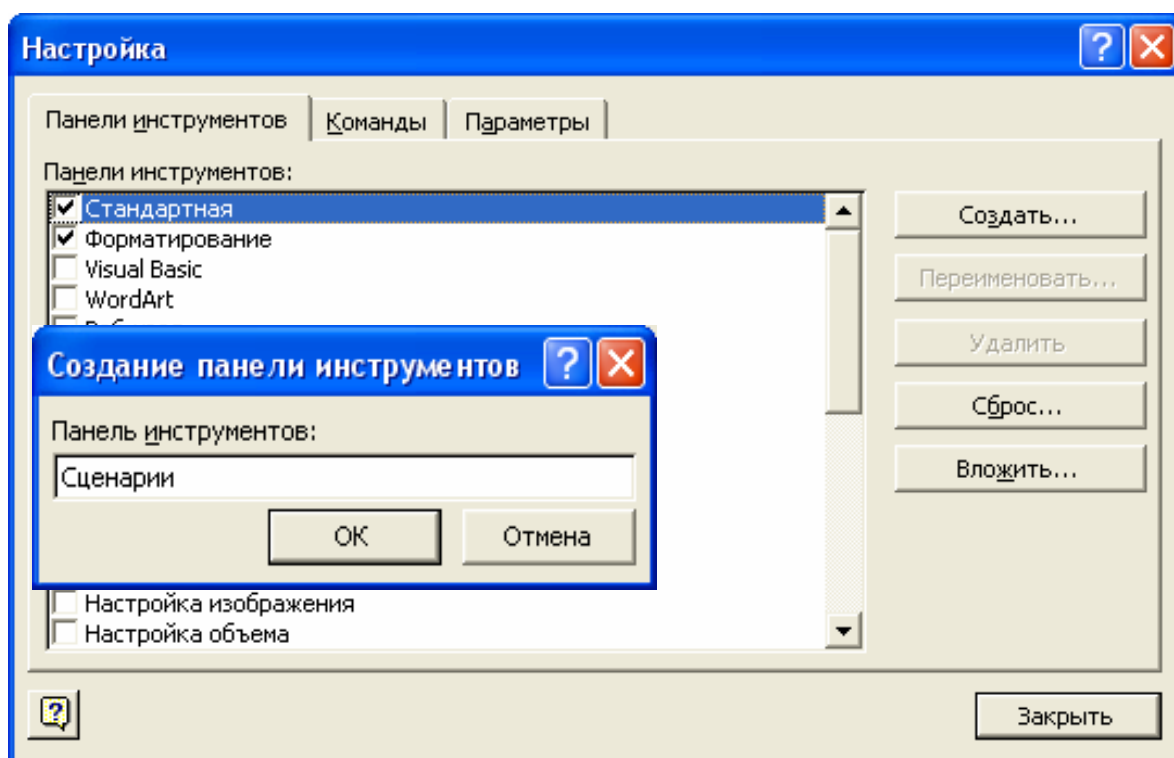 Настройка
Панели инструментов Команды Параметры
Панели инструментов:
Стандартная
Форматирование
Visual Basic
WordArt
Создать...
Переименовать...
Удалить
Сброс...
Вложить...
Создание панели инструментов
Панель инструментов:
Сценарии
ОК Отмена
Настройка изображения
Настройка объема
Закрыть